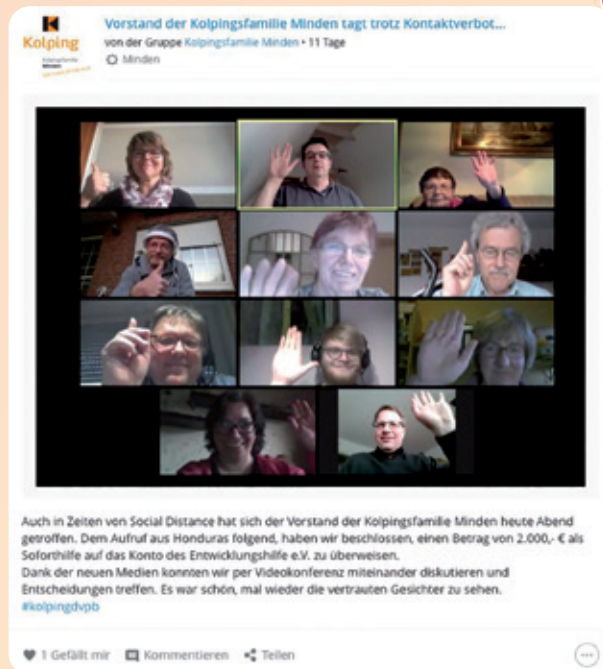 Vorstand der Kolpingsfamilie Minden tagt trotz Kontaktverbot...
Kolping
von der Gruppe Kolpingsfamilie Minden • 11 Tage
Minden
Auch in Zeiten von Social Distance hat sich der Vorstand der Kolpingsfamilie Minden heute Abend
getroffen. Dem Aufruf aus Honduras folgend, haben wir beschlossen, einen Betrag von 2.000,- € als
Soforthilfe auf das Konto des Entwicklungshilfe e.V. zu überweisen.
Dank der neuen Medien konnten wir per Videokonferenz miteinander diskutieren und
Entscheidungen treffen. Es war schön, mal wieder die vertrauten Gesichter zu sehen.
#kolpingdvpb
1 Gefällt mir Kommentieren Teilen